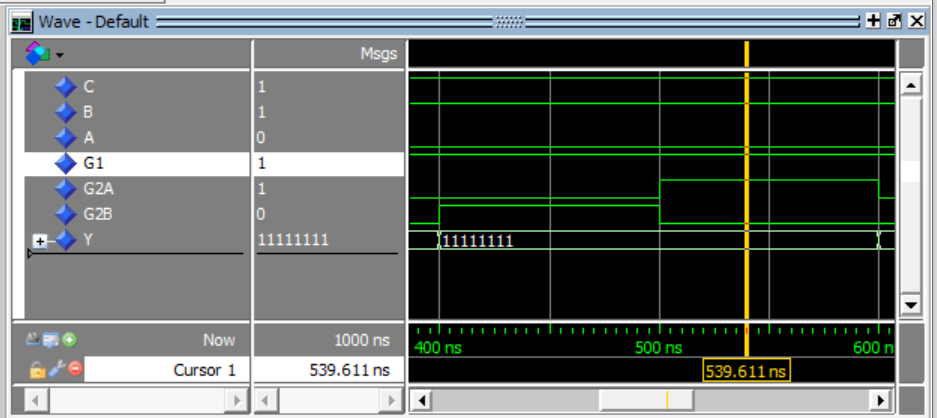 Wave - Default
Msgs
C 1
B 1
A 0
G1 1
G2A 1
G2B 0
Y 11111111 11111111
Now 1000 ns 400 ns 500 ns 600 n
Cursor 1 539.611 ns 539.611 ns